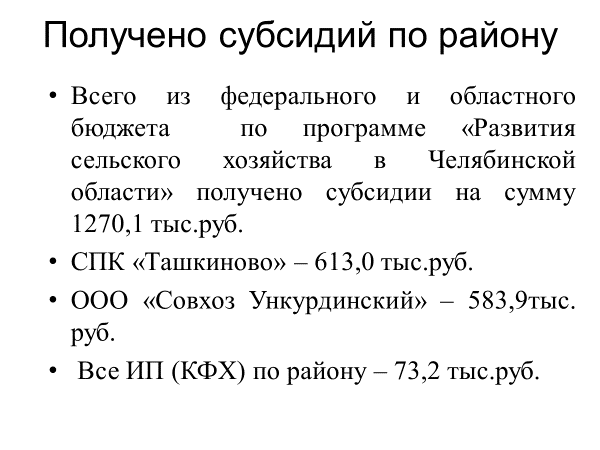 Получено субсидий по району
• Всего из федерального и областного
бюджета по программе «Развития
сельского хозяйства в Челябинской
области» получено субсидии на сумму
1270,1 тыс.руб.
• СПК «Ташкиново» – 613,0 тыс.руб.
• ООО «Совхоз Ункурдинский» – 583,9тыс.
руб.
• Все ИП (КФХ) по району – 73,2 тыс.руб.